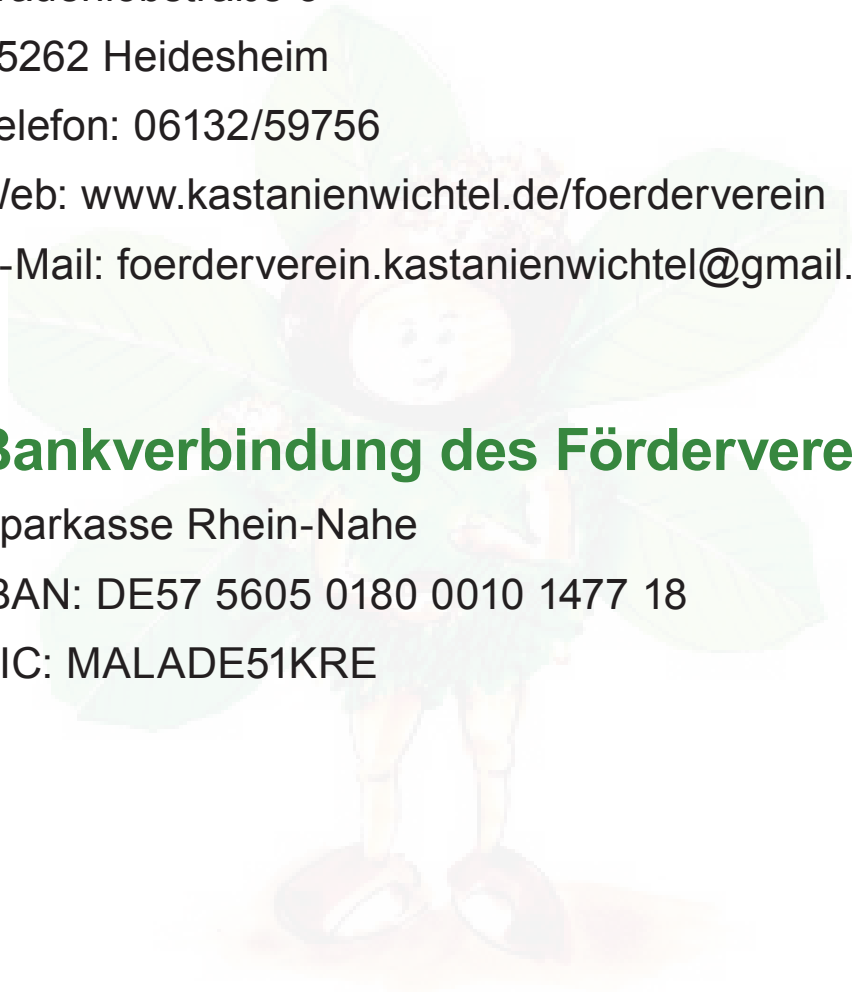 5262 Heidesheim
elefon: 06132/59756
Web: www.kastanienwichtel.de/foerderverein
-Mail: foerderverein.kastanienwichtel@gmail.
Bankverbindung des Fördervere
parkasse Rhein-Nahe
BAN: DE57 5605 0180 0010 1477 18
IC: MALADE51KRE